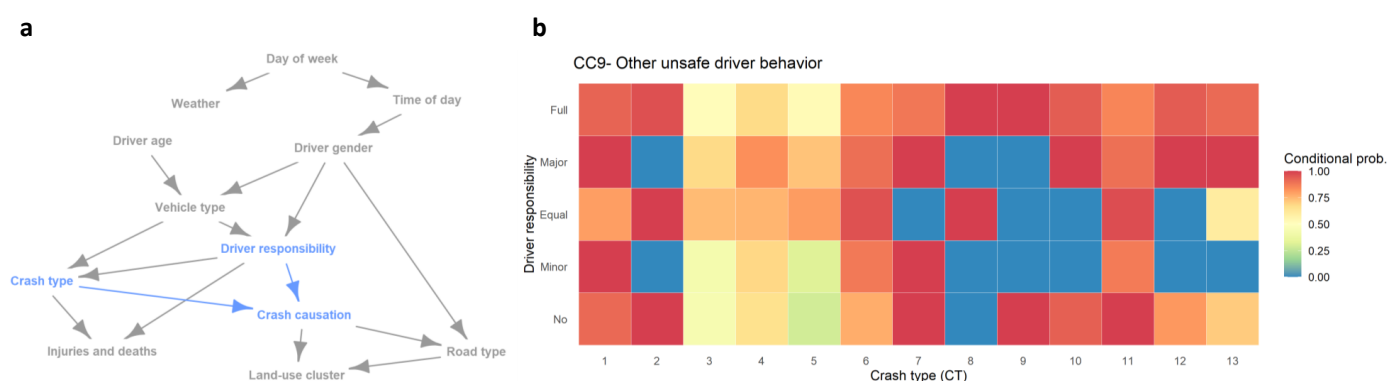 a
Day of week
Weather
Time of day
Driver age
Driver gender
Vehicle type
Driver responsibility
Crash type
Crash causation
Injuries and deaths
Road type
Land-use cluster
b
CC9- Other unsafe driver behavior
Driver responsibility
Full
Major
Equal
Minor
No
1 2 3 4 5 6 7 8 9 10 11 12 13
Crash type (CT)
Conditional prob.
1.00
0.75
0.50
0.25
0.00